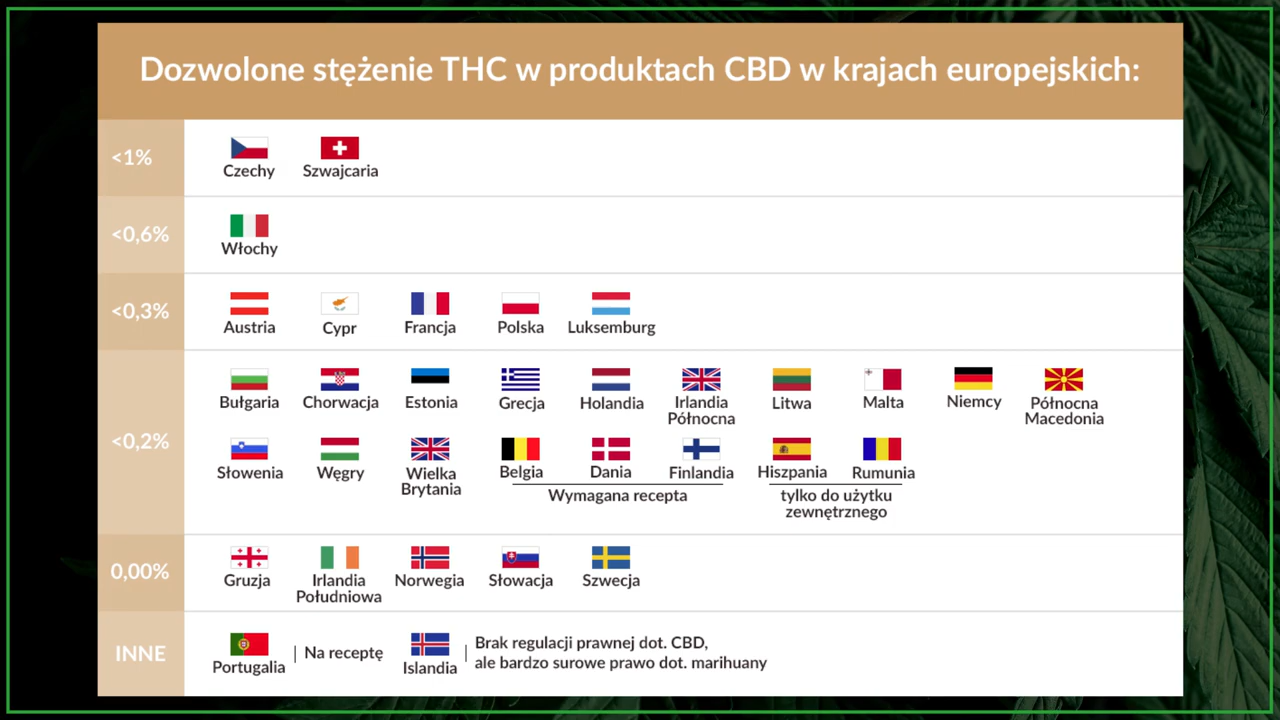 Dozwolone stężenie THC w produktach CBD w krajach europejskich:
<1%
Czechy Szwajcaria
<0,6%
Włochy
<0,3%
Austria Cypr Francja Polska Luksemburg
<0,2%
Bułgaria Chorwacja Estonia Grecja Holandia Irlandia Północna Litwa Malta Niemcy Północna Macedonia
Słowenia Węgry Wielka Brytania Belgia Dania Finlandia Hiszpania Rumunia
Wymagana recepta
tylko do użytku
zewnętrznego
0,00%
Gruzja Irlandia Południowa Norwegia Słowacja Szwecja
INNE
Portugalia | Na receptę
Islandia | Brak regulacji prawnej dot. CBD,
ale bardzo surowe prawo dot. marihuany